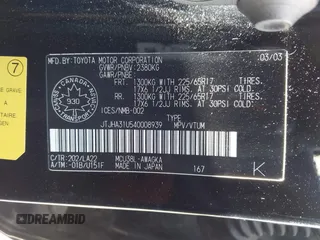 7
MFD.BY:TOYOTA MOTOR CORPORATION 03/03
GVWR/PNBV:2380KG
GAWR/PNBE
FRT. 1300KG WITH 225/65R17 TIRES.
17X6 1/2JJ RIMS. AT 30PSI COLD
RR. 1300KG WITH 225/65R17 TIRES.
17X6 1/2JJ RIMS. AT 30PSI COLD
CANADA
930
ICES/NMB-002 TYPE
JTJHA31U540008939 MPV/VTUM
C/TR:202/LA22 MCU38L-AWAGKA
A/TM:-01B/U151F
MADE IN JAPAN 167 K
DREAMBID
dreambid.com